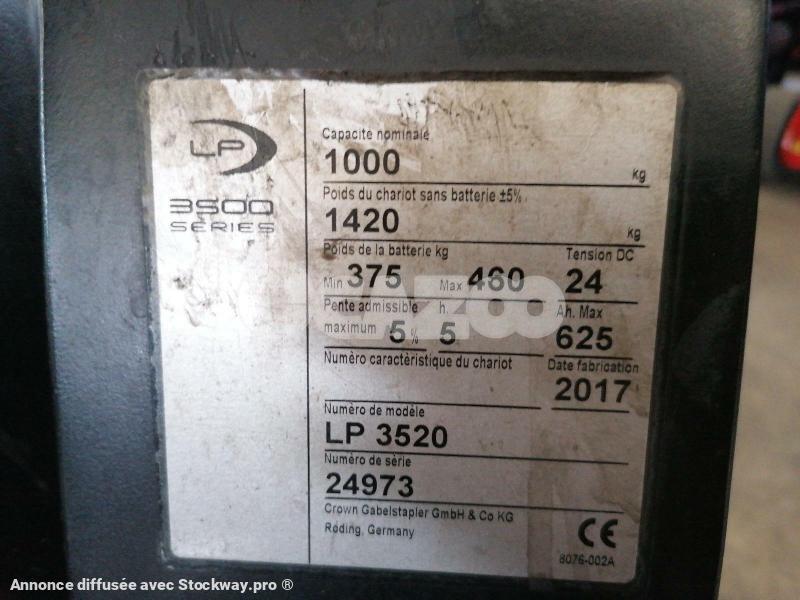 LP
3500
SERIES
Capacité nominale
1000 kg
Poids du chariot sans batterie ±5%
1420 kg
Poids de la batterie kg Tension DC
Min 375 Max 460 24
Pente admissible h. Ah. Max
maximum 5 % 5 625
Numéro caractéristique du chariot Date fabrication
2017
Numéro de modèle
LP 3520
Numéro de série
24973
Crown Gabelstapler GmbH & Co KG
Roding, Germany
CE
8076-002A
Annonce diffusée avec Stockway.pro ®